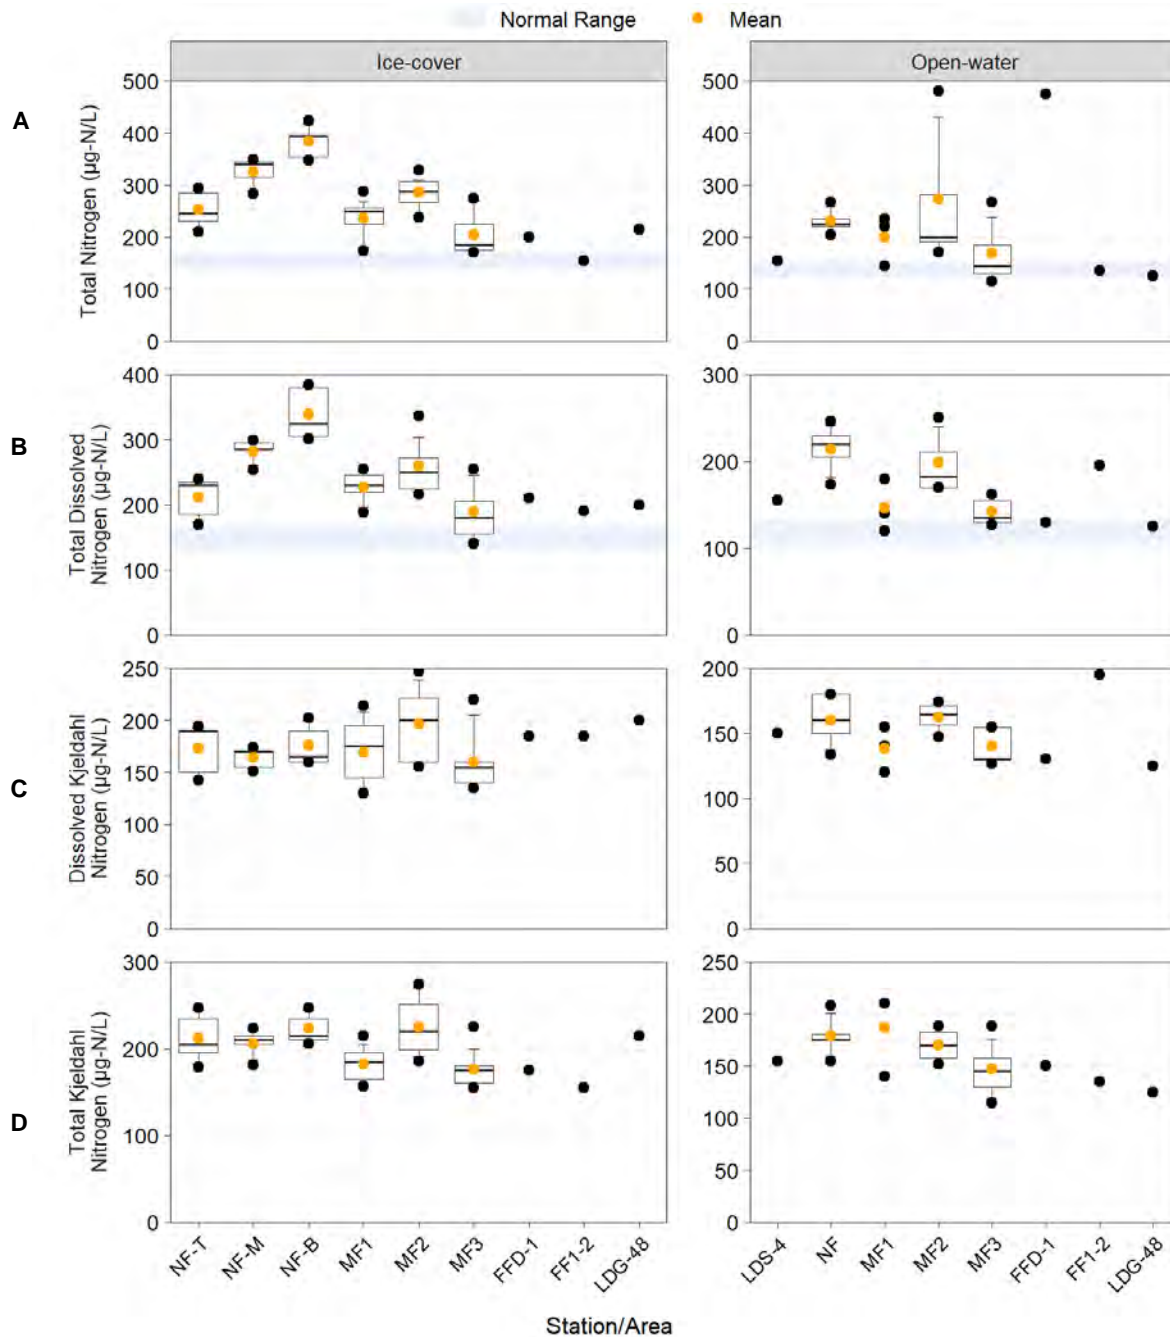 Normal Range Mean
Ice-cover Open-water
A
Total Nitrogen (µg-N/L)
500 400 300 200 100 0
500 400 300 200 100 0
B
Total Dissolved
Nitrogen (µg-N/L)
400 300 200 100 0
300 200 100 0
C
Dissolved Kjeldahl
Nitrogen (µg-N/L)
250 200 150 100 50 0
200 150 100 50 0
D
Total Kjeldahl
Nitrogen (µg-N/L)
300 200 100 0
250 200 150 100 50 0
NF-T NF-M NF-B MF1 MF2 MF3 FFD-1 FF1-2 LDG-48
LDS-4 NF MF1 MF2 MF3 FFD-1 FF1-2 LDG-48
Station/Area